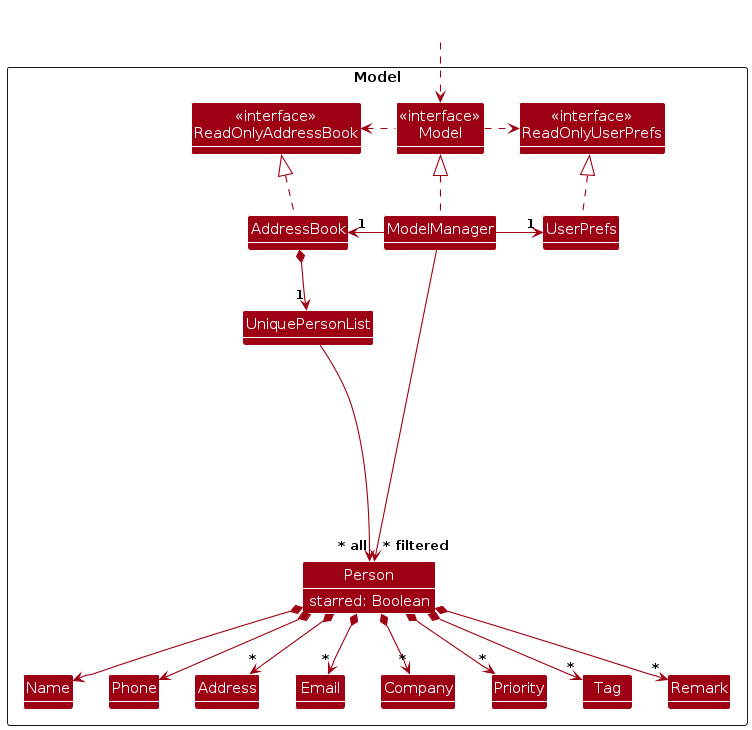 Model
«interface»
ReadOnlyAddressBook
«interface»
Model
«interface»
ReadOnlyUserPrefs
AddressBook
1
ModelManager
1
UserPrefs
1
UniquePersonList
* all
* filtered
Person
starred: Boolean
*
*
*
*
*
*
Name
Phone
Address
Email
Company
Priority
Tag
Remark